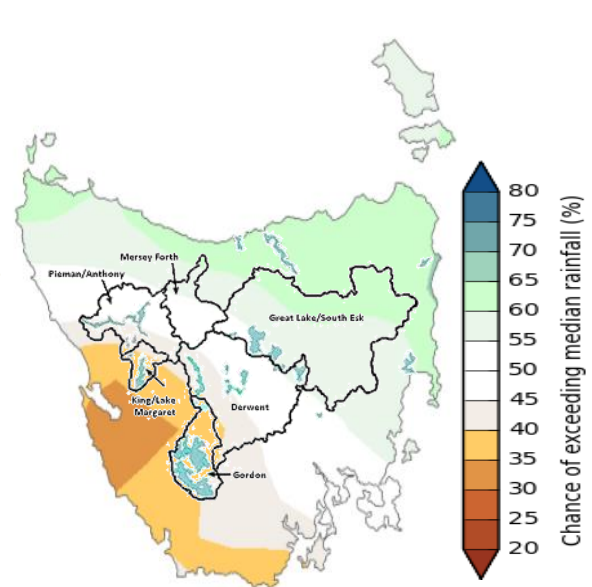 Mersey Forth
Pieman/Anthony
Great Lake/South Esk
King/Lake
Margaret
Derwent
Gordon
80
75
70
65
60
55
50
45
40
35
30
25
20
Chance of exceeding median rainfall (%)